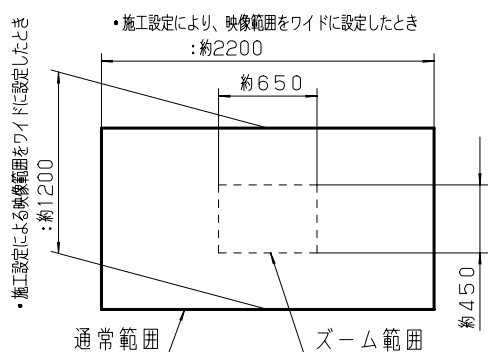 ・施工設定により、映像範囲をワイドに設定したとき
:約2200
約650
・施工設定による映像範囲をワイドに設定したとき
:約1200
約450
通常範囲
ズーム範囲